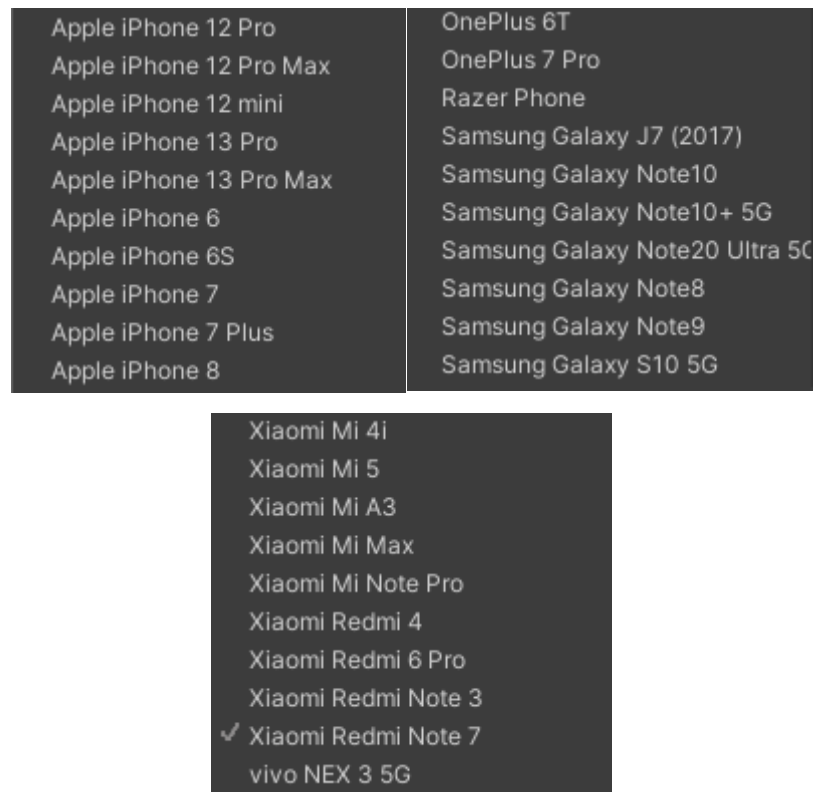 Apple iPhone 12 Pro
Apple iPhone 12 Pro Max
Apple iPhone 12 mini
Apple iPhone 13 Pro
Apple iPhone 13 Pro Max
Apple iPhone 6
Apple iPhone 6S
Apple iPhone 7
Apple iPhone 7 Plus
Apple iPhone 8
OnePlus 6T
OnePlus 7 Pro
Razer Phone
Samsung Galaxy J7 (2017)
Samsung Galaxy Note10
Samsung Galaxy Note10+ 5G
Samsung Galaxy Note20 Ultra 5G
Samsung Galaxy Note8
Samsung Galaxy Note9
Samsung Galaxy S10 5G
Xiaomi Mi 4i
Xiaomi Mi 5
Xiaomi Mi A3
Xiaomi Mi Max
Xiaomi Mi Note Pro
Xiaomi Redmi 4
Xiaomi Redmi 6 Pro
Xiaomi Redmi Note 3
✓ Xiaomi Redmi Note 7
vivo NEX 3 5G